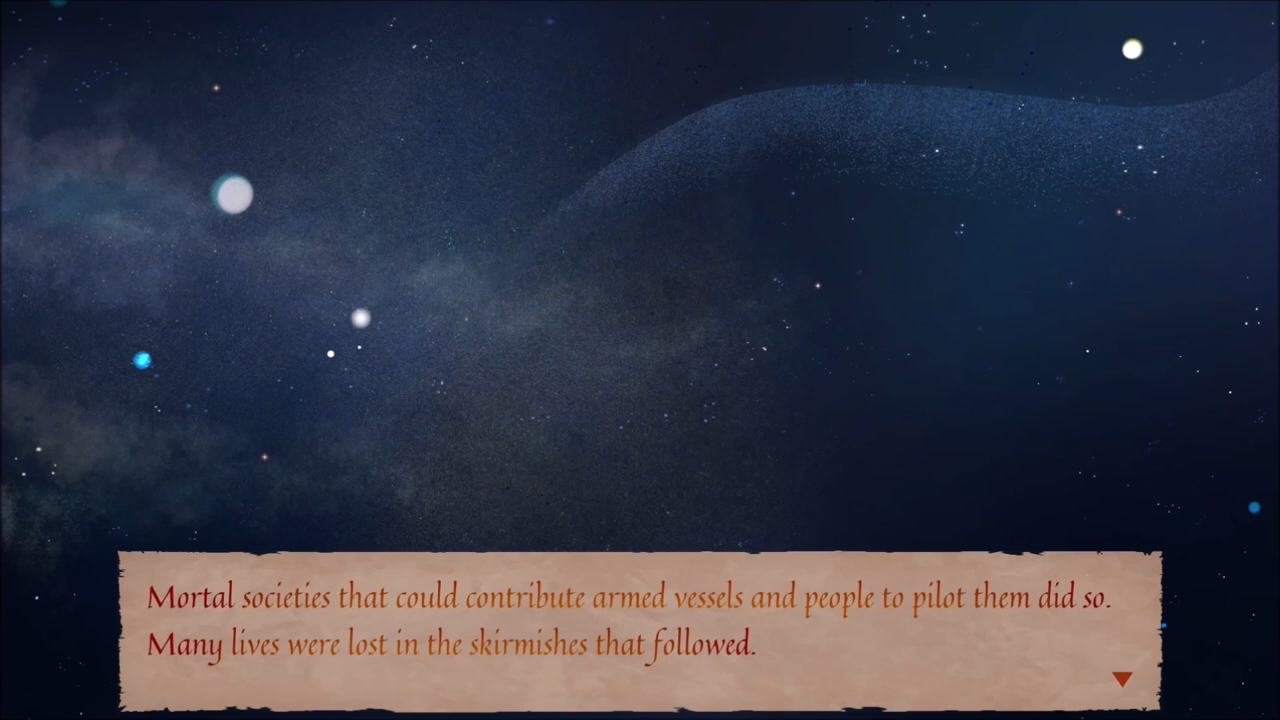 Mortal societies that could contribute armed vessels and people to pilot them did so.
Many lives were lost in the skirmishes that followed.